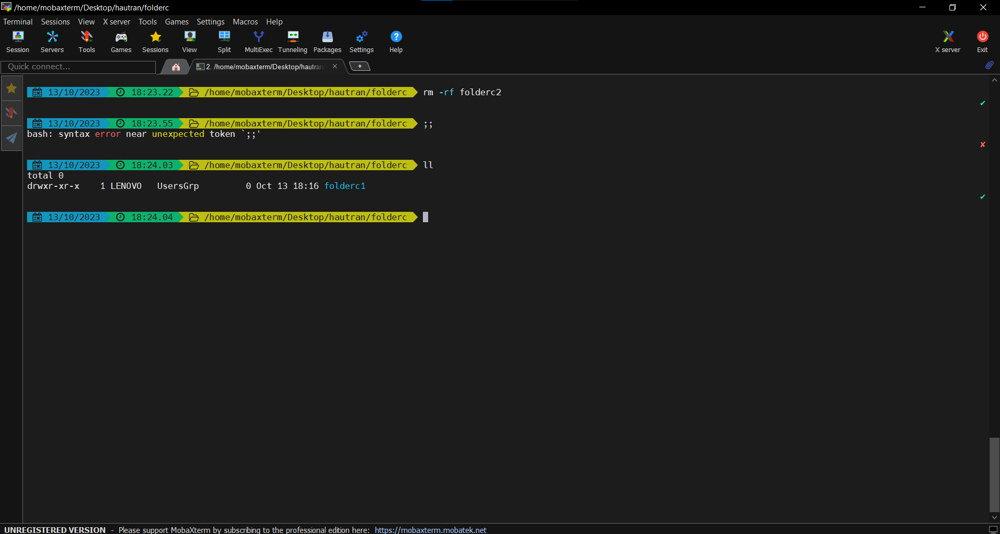 /home/mobaxterm/Desktop/hautran/folderc
Terminal Sessions View X server Tools Games Settings Macros Help
Session Servers Tools Games Sessions View Split MultiExec Tunneling Packages Settings Help X server Exit
Quick connect... 2. /home/mobaxterm/Desktop/hautran
13/10/2023 18:23.22 /home/mobaxterm/Desktop/hautran/folderc rm -rf folderc2
13/10/2023 18:23.55 /home/mobaxterm/Desktop/hautran/folderc ;;
bash: syntax error near unexpected token `;;'
13/10/2023 18:24.03 /home/mobaxterm/Desktop/hautran/folderc ll
total 0
drwxr-xr-x 1 LENOVO UsersGrp 0 Oct 13 18:16 folderc1
13/10/2023 18:24.04 /home/mobaxterm/Desktop/hautran/folderc
UNREGISTERED VERSION - Please support MobaXterm by subscribing to the professional edition here: https://mobaxterm.mobatek.net